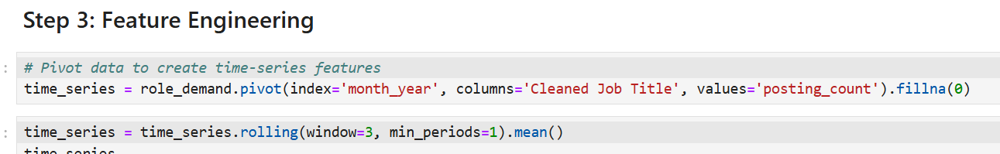 Step 3: Feature Engineering
: # Pivot data to create time-series features
time_series = role_demand.pivot(index='month_year', columns='Cleaned Job Title', values='posting_count').fillna(0)
: time_series = time_series.rolling(window=3, min_periods=1).mean()
time_series